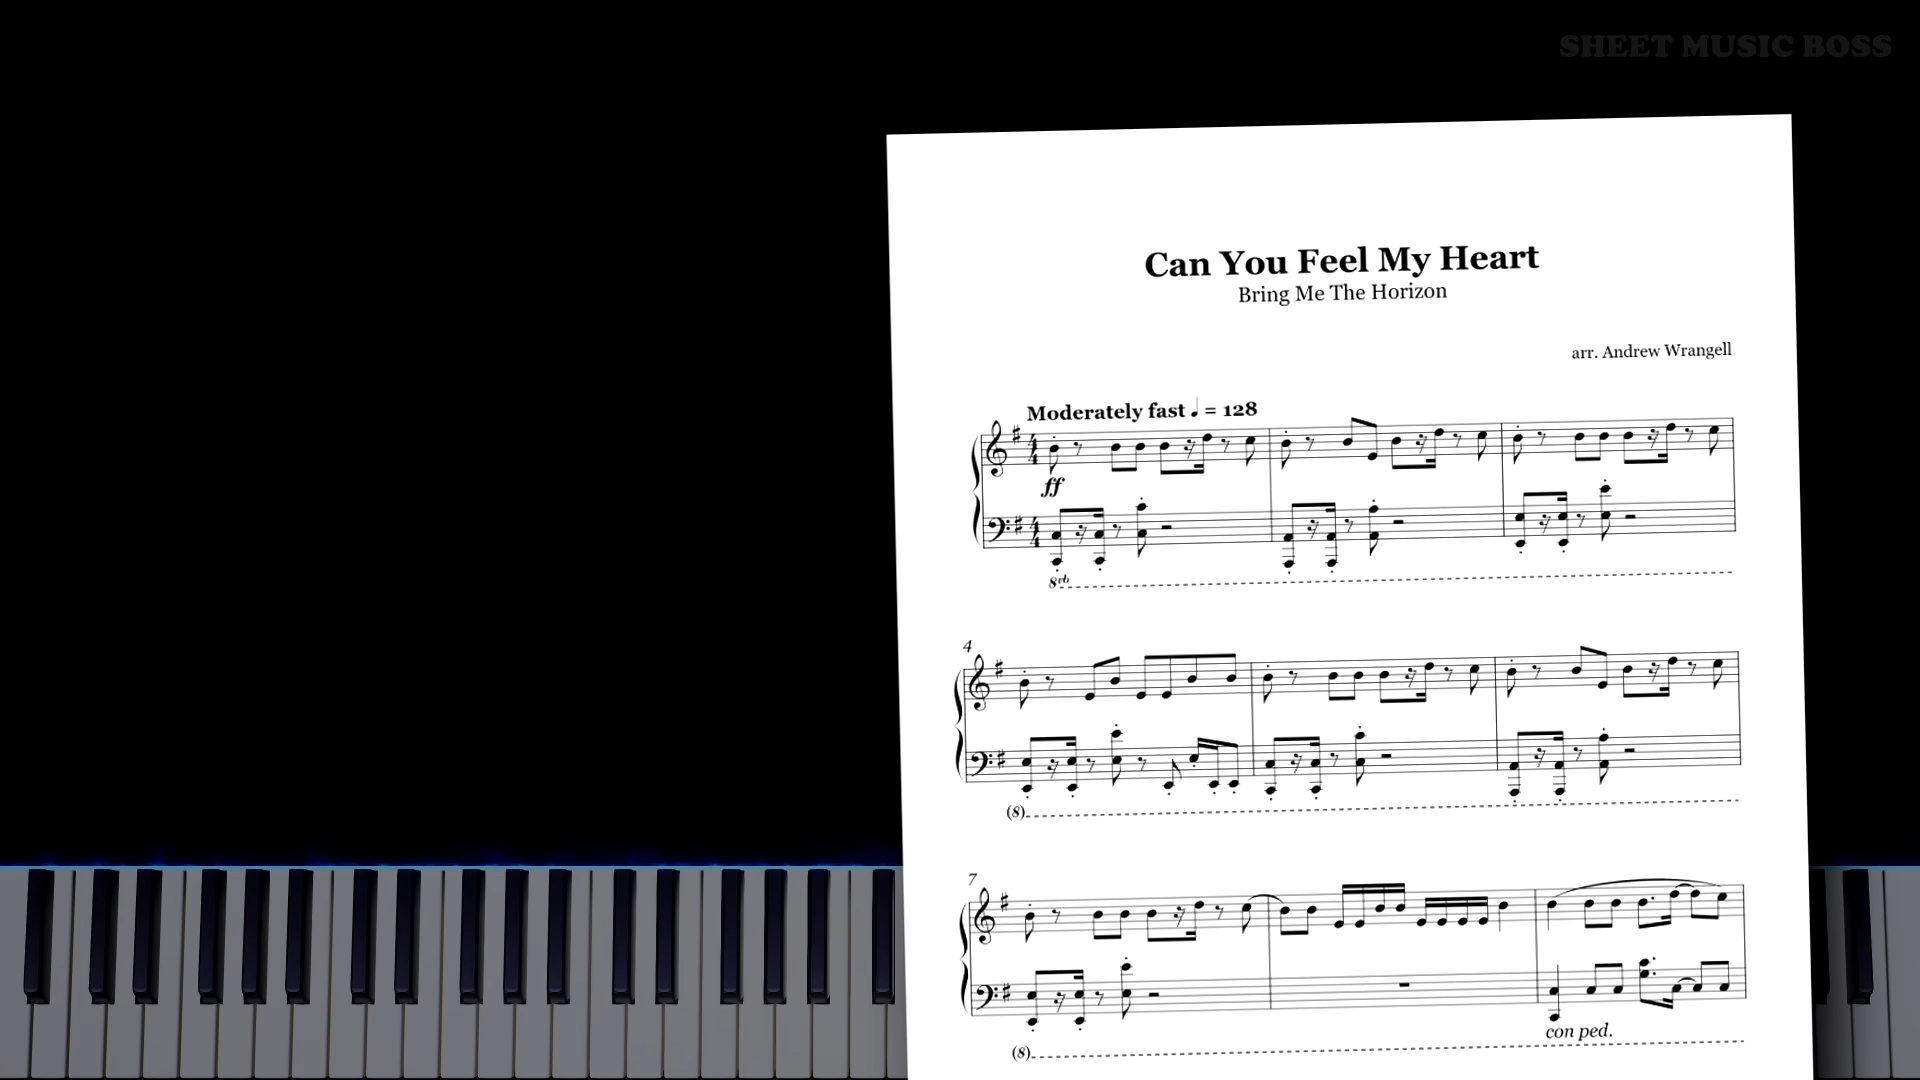 SHEET MUSIC BOSS
Can You Feel My Heart
Bring Me The Horizon
arr. Andrew Wrangell
Moderately fast ♩ = 128
ff
8vb
4
(8)
7
con ped.
(8)